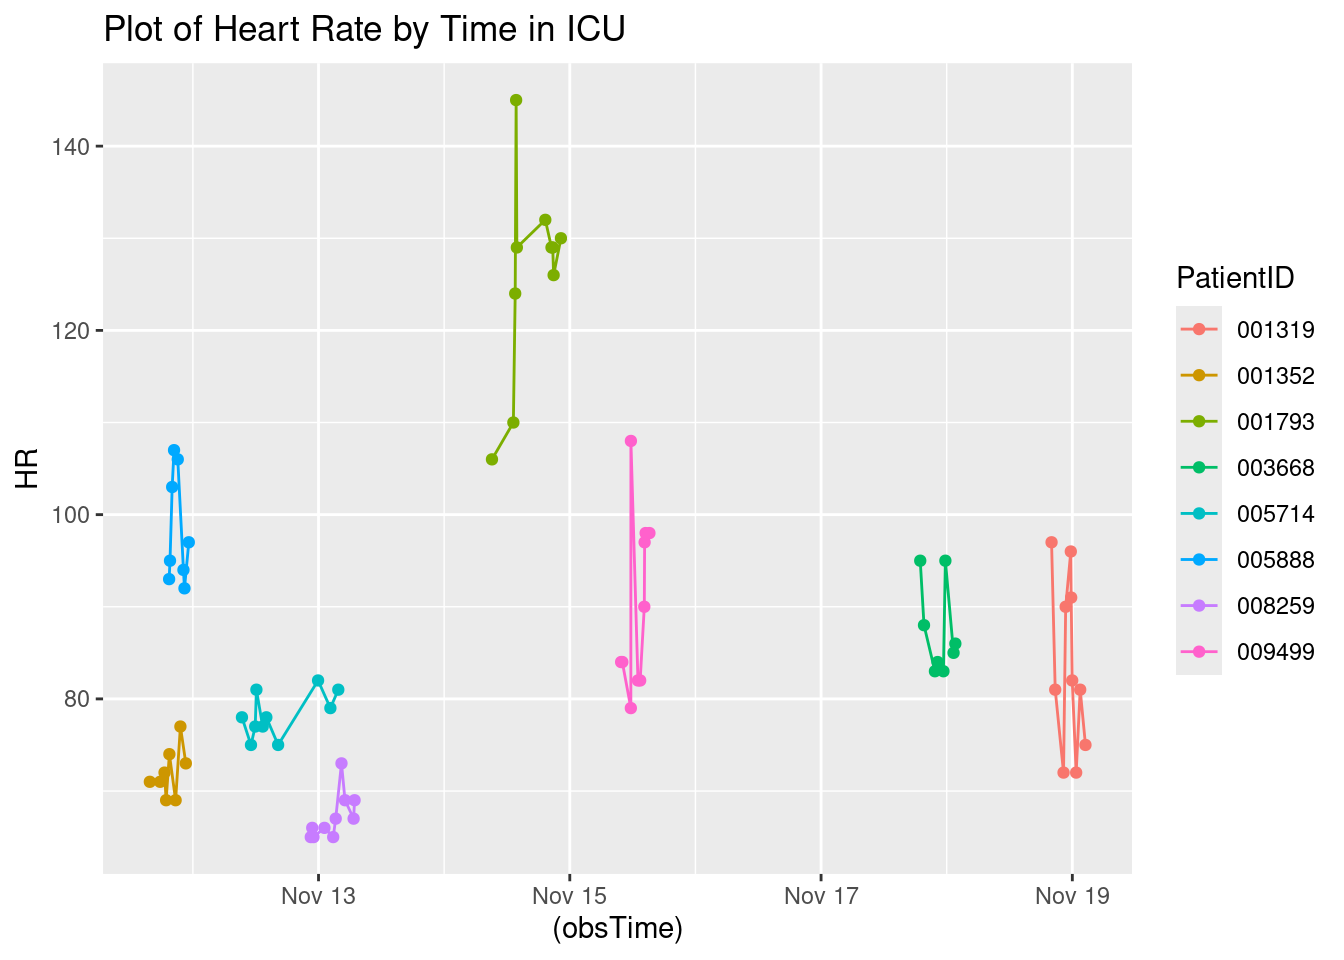 Plot of Heart Rate by Time in ICU
140
120
100
80
HR
Nov 13
Nov 15
Nov 17
Nov 19
(obsTime)
PatientID
001319
001352
001793
003668
005714
005888
008259
009499